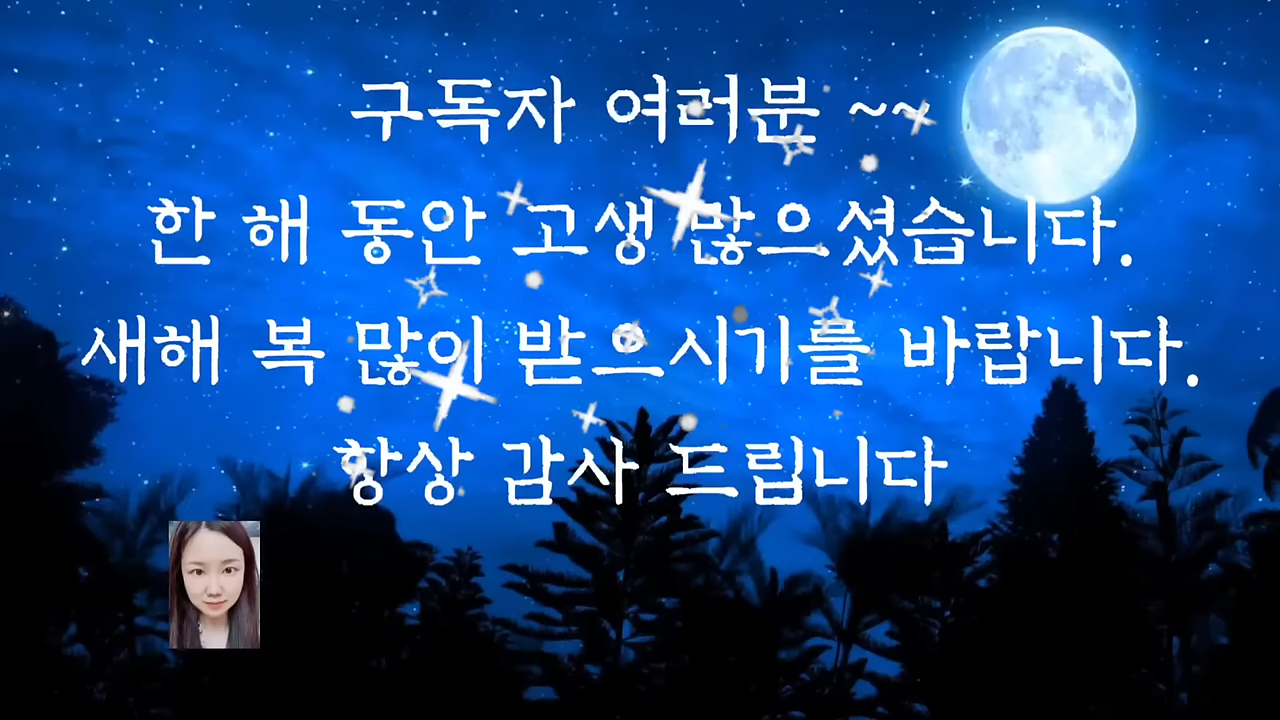 구독자 여러분 ~~
한 해 동안 고생 많으셨습니다.
새해 복 많이 받으시기를 바랍니다.
항상 감사 드립니다